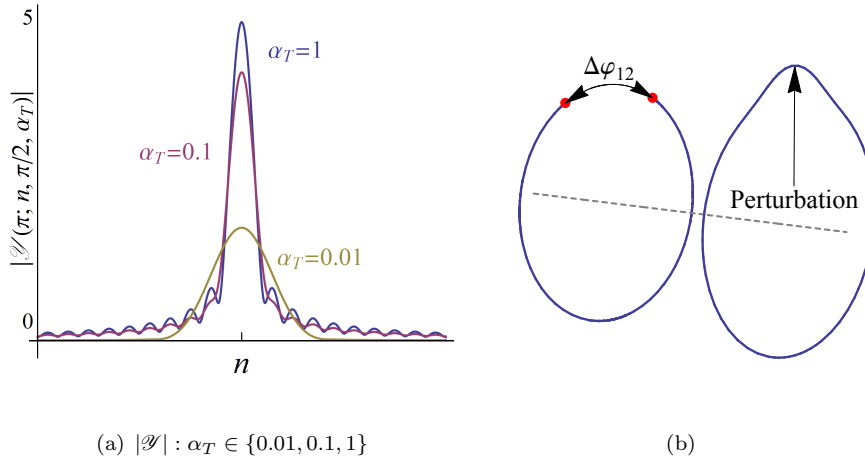 5
α_T=1
α_T=0.1
α_T=0.01
0
|𝒴(π; n, π/2, α_T)|
n
Δφ₁₂
Perturbation
(a) |𝒴| : α_T ∈ {0.01, 0.1, 1}
(b)